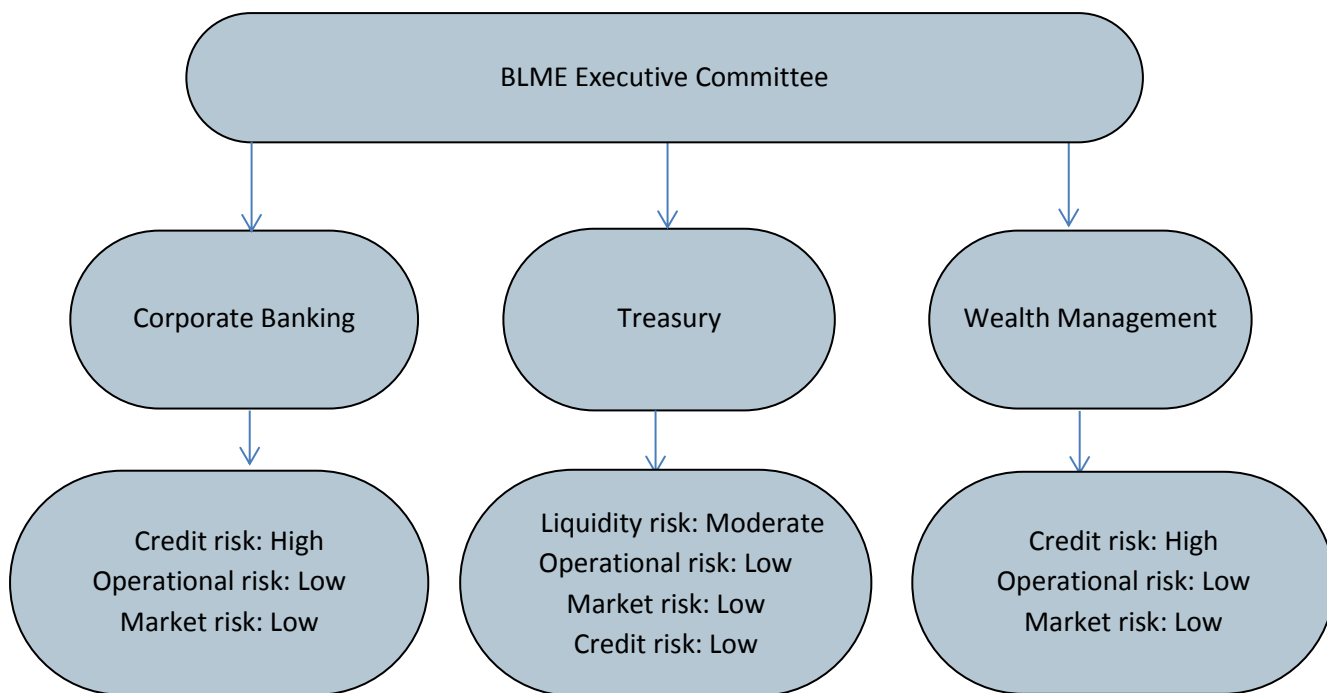 BLME Executive Committee
Corporate Banking
Treasury
Wealth Management
Credit risk: High
Operational risk: Low
Market risk: Low
Liquidity risk: Moderate
Operational risk: Low
Market risk: Low
Credit risk: Low
Credit risk: High
Operational risk: Low
Market risk: Low